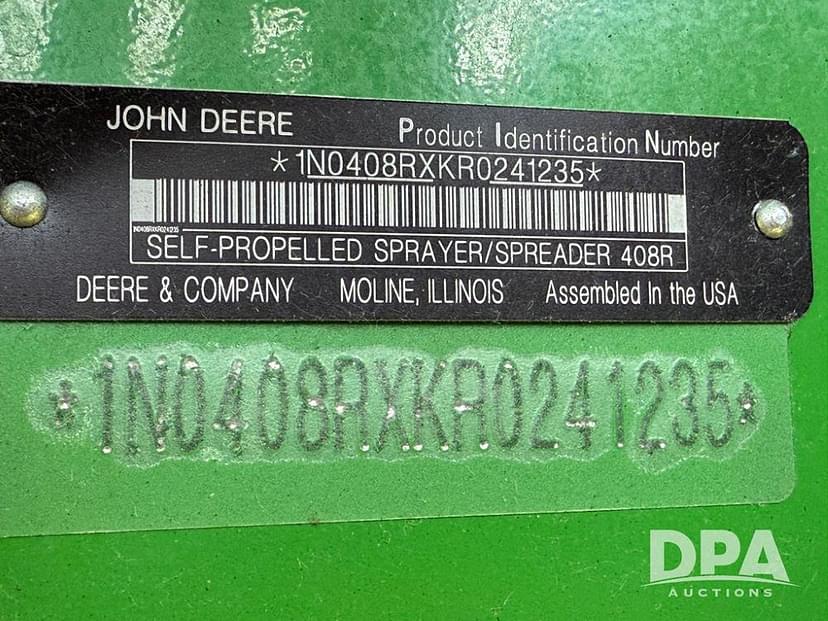 JOHN DEERE Product Identification Number
*1N0408RXKR0241235*
1N0408RXKR0241235
SELF-PROPELLED SPRAYER/SPREADER 408R
DEERE & COMPANY MOLINE, ILLINOIS Assembled In the USA
*1N0408RXKR0241235*
DPA
AUCTIONS